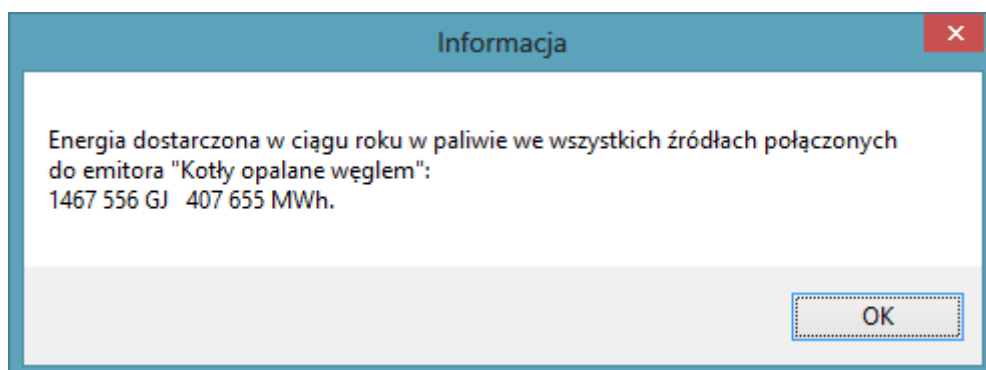 Informacja
Energia dostarczona w ciągu roku w paliwie we wszystkich źródłach połączonych
do emitora "Kotły opalane węglem":
1467 556 GJ   407 655 MWh.
OK